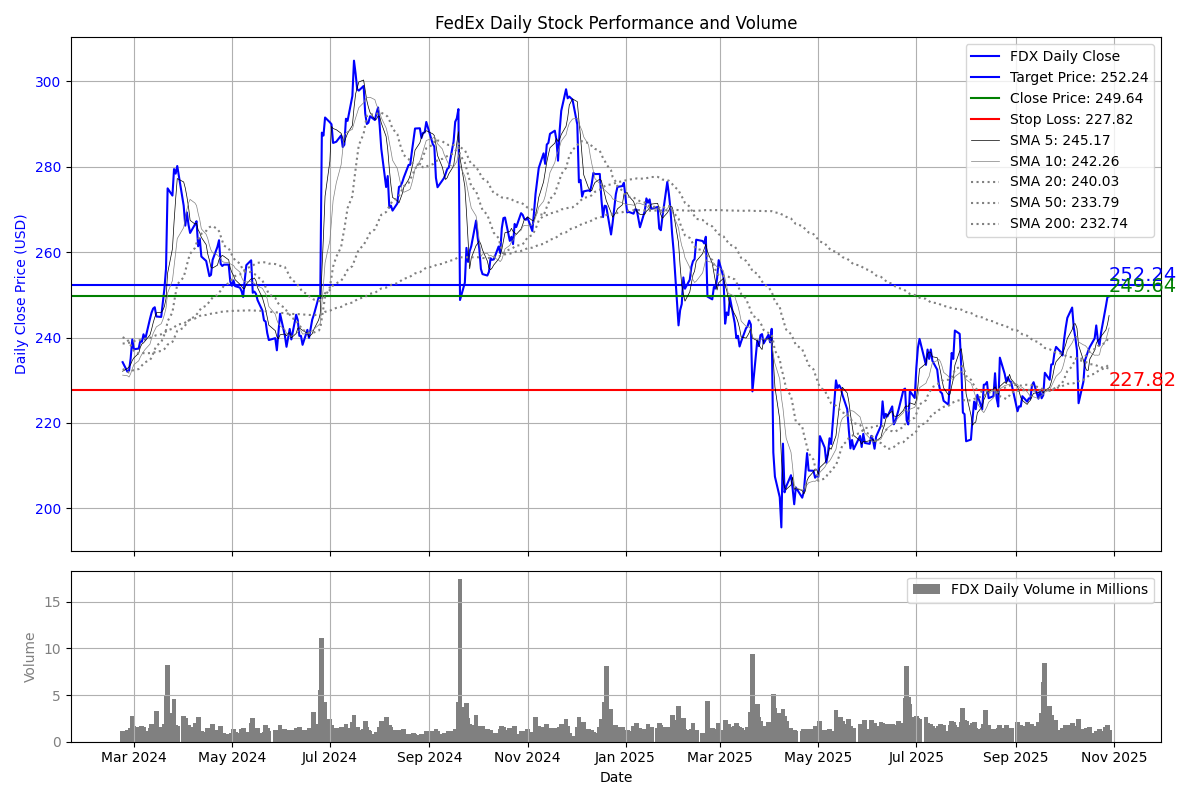 FedEx Daily Stock Performance and Volume
Daily Close Price (USD)
300
280
260
240
220
200
FDX Daily Close
Target Price: 252.24
Close Price: 249.64
Stop Loss: 227.82
SMA 5: 245.17
SMA 10: 242.26
SMA 20: 240.03
SMA 50: 233.79
SMA 200: 232.74
252.24
249.64
227.82
Volume
15
10
5
0
FDX Daily Volume in Millions
Mar 2024
May 2024
Jul 2024
Sep 2024
Nov 2024
Jan 2025
Mar 2025
May 2025
Jul 2025
Sep 2025
Nov 2025
Date